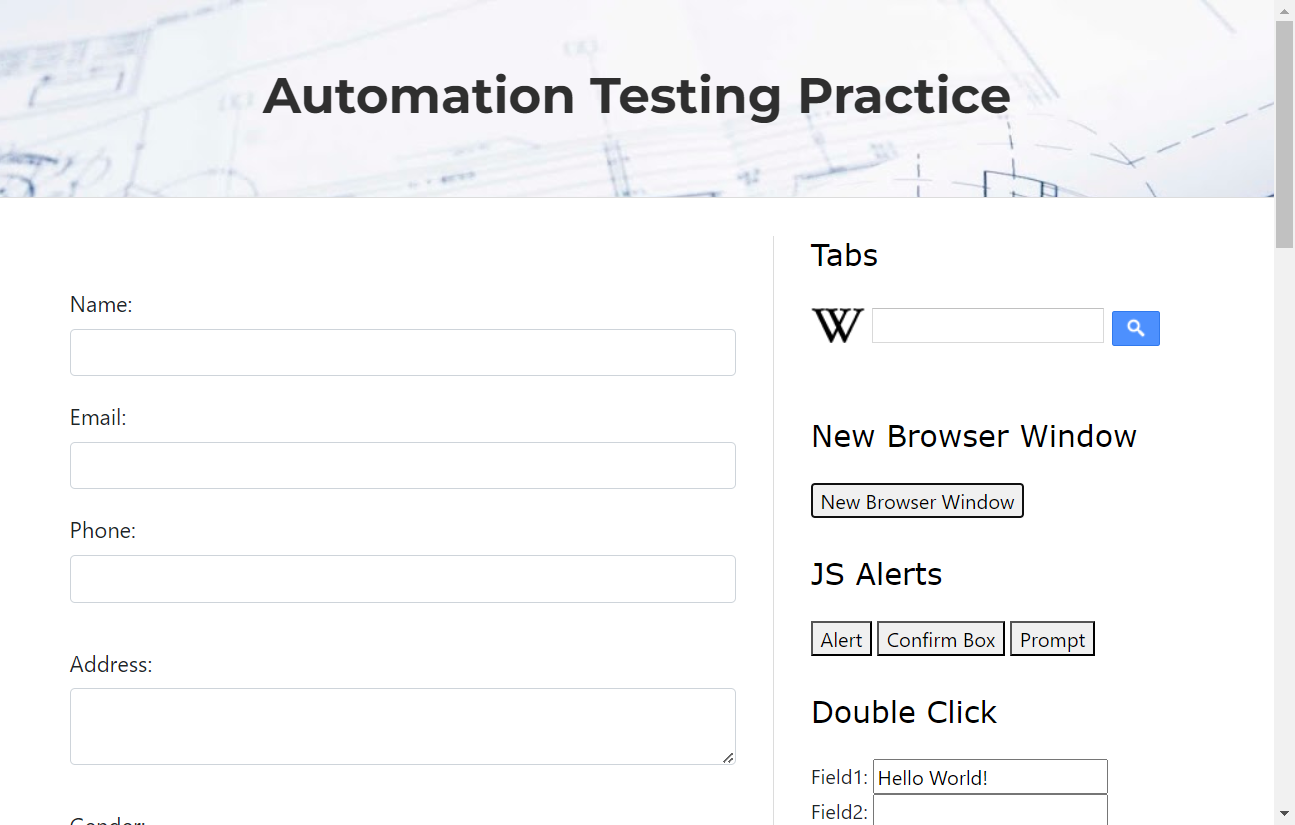 Automation Testing Practice
Name:
Email:
Phone:
Address:
Gender:
Tabs
W
New Browser Window
New Browser Window
JS Alerts
Alert Confirm Box Prompt
Double Click
Field1: Hello World!
Field2: